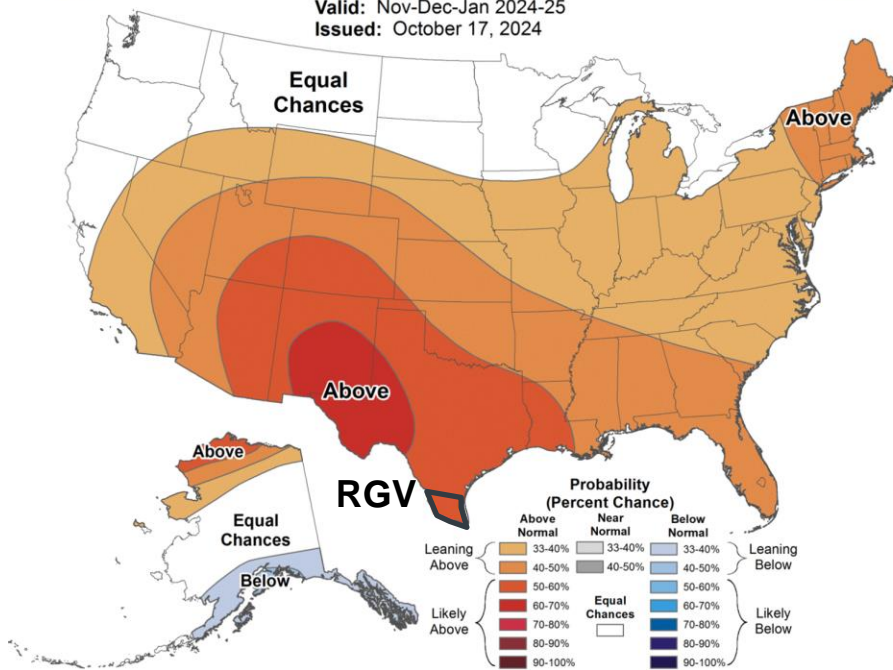 Valid: Nov-Dec-Jan 2024-25
Issued: October 17, 2024
Equal
Chances
Above
Above
RGV
Above
Equal
Chances
Below
Probability
(Percent Chance)
Above
Normal
Near
Normal
Below
Normal
Leaning
Above
33-40%
33-40%
33-40%
Leaning
Below
40-50%
40-50%
40-50%
Likely
Above
50-60%
Equal
Chances
50-60%
Likely
Below
60-70%
60-70%
70-80%
70-80%
80-90%
80-90%
90-100%
90-100%